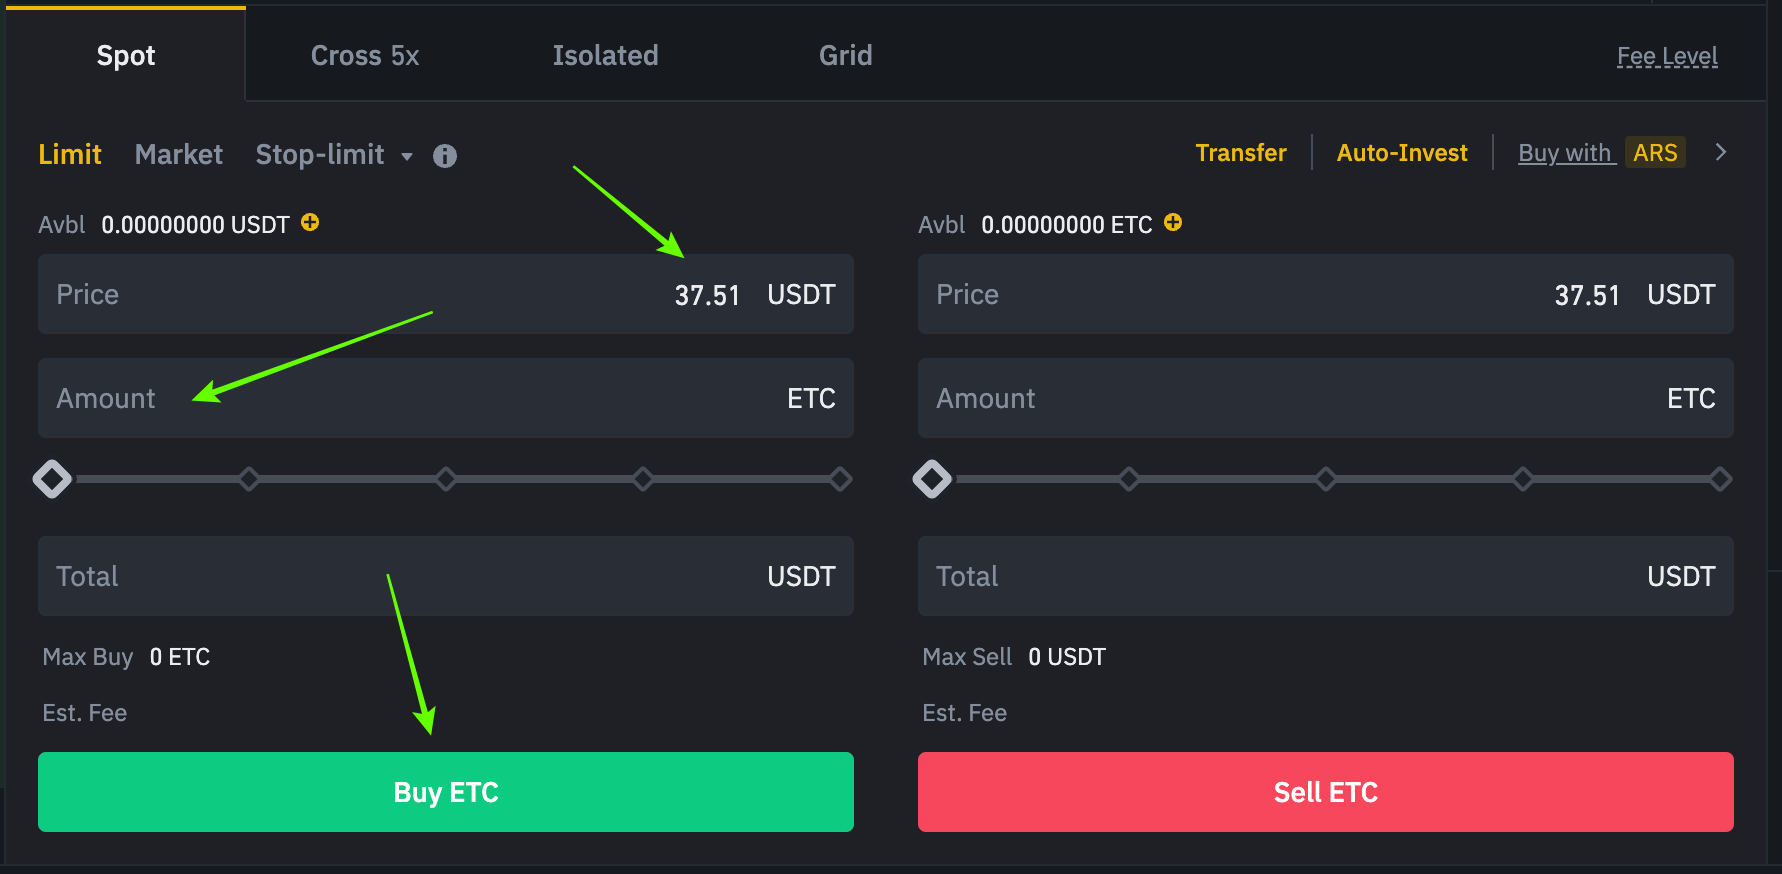 Spot Cross 5x Isolated Grid Fee Level
Limit Market Stop-limit Transfer Auto-Invest Buy with ARS
Avbl 0.00000000 USDT
Price 37.51 USDT
Amount ETC
Total USDT
Max Buy 0 ETC
Est. Fee
Buy ETC
Avbl 0.00000000 ETC
Price 37.51 USDT
Amount ETC
Total USDT
Max Sell 0 USDT
Est. Fee
Sell ETC